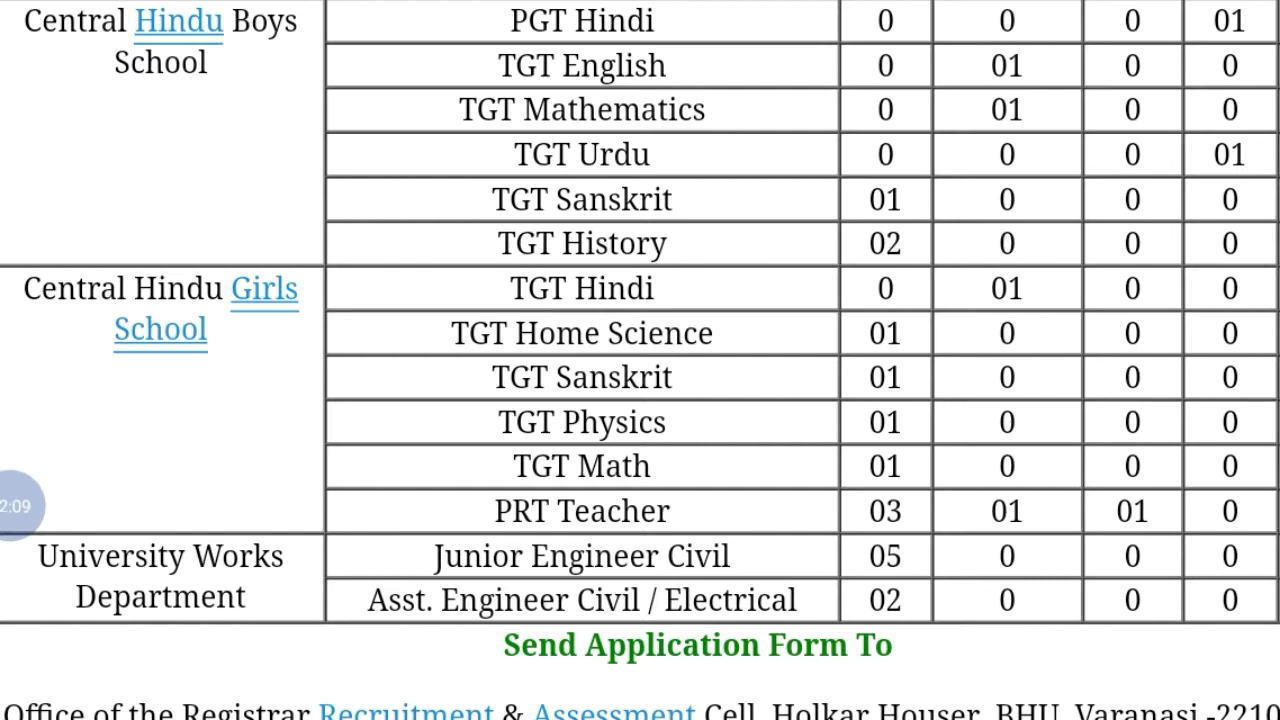 Central Hindu Boys School PGT Hindi 0 0 0 01
TGT English 0 01 0 0
TGT Mathematics 0 01 0 0
TGT Urdu 0 0 0 01
TGT Sanskrit 01 0 0 0
TGT History 02 0 0 0
Central Hindu Girls School TGT Hindi 0 01 0 0
TGT Home Science 01 0 0 0
TGT Sanskrit 01 0 0 0
TGT Physics 01 0 0 0
TGT Math 01 0 0 0
2:09
PRT Teacher 03 01 01 0
University Works Department Junior Engineer Civil 05 0 0 0
Asst. Engineer Civil / Electrical 02 0 0 0
Send Application Form To
Office of the Registrar Recruitment & Assessment Cell, Holkar Houser, BHU, Varanasi -2210